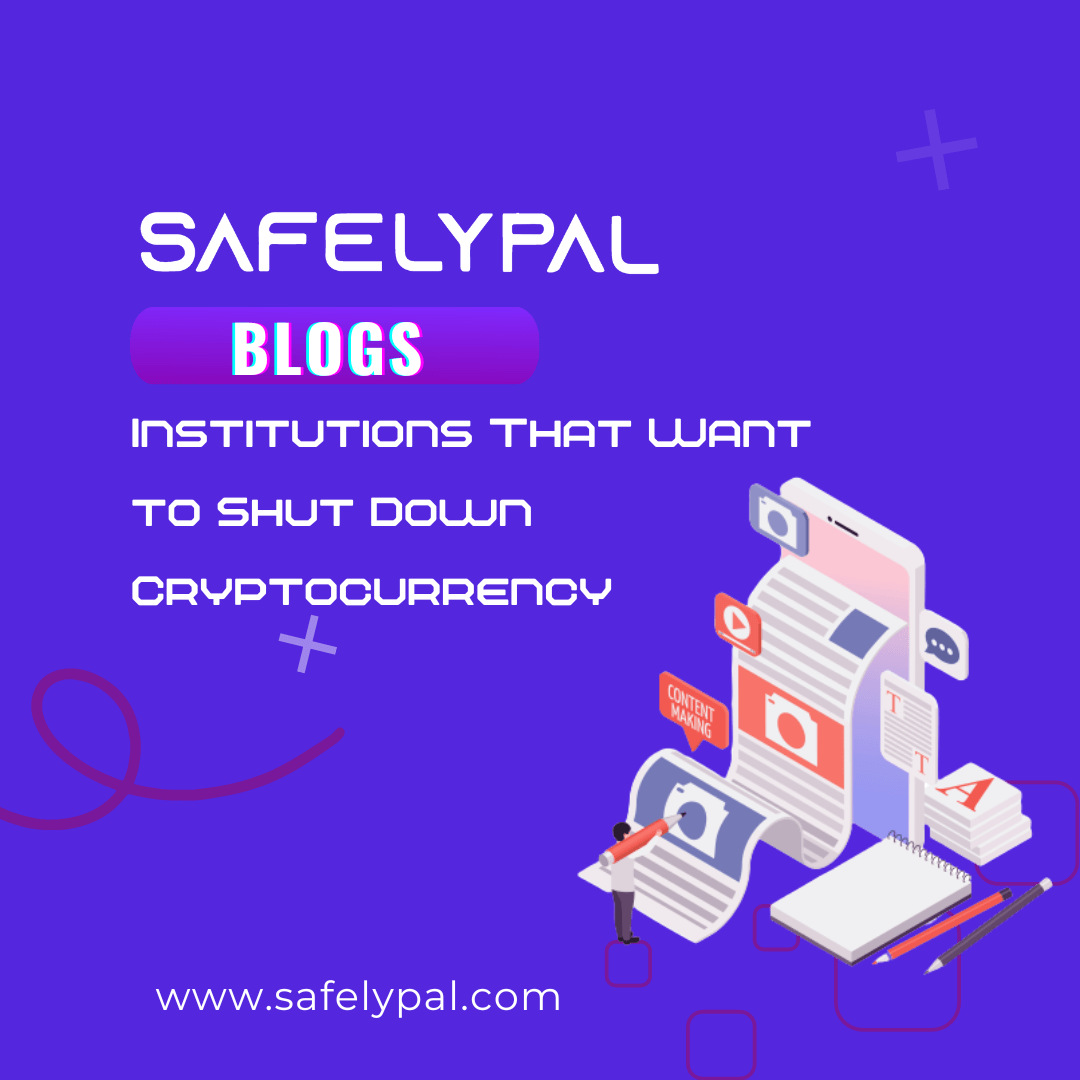 SAFELYPAL
BLOGS
Institutions That Want
to Shut Down
Cryptocurrency
CONTENT
MAKING
T
T
A
www.safelypal.com